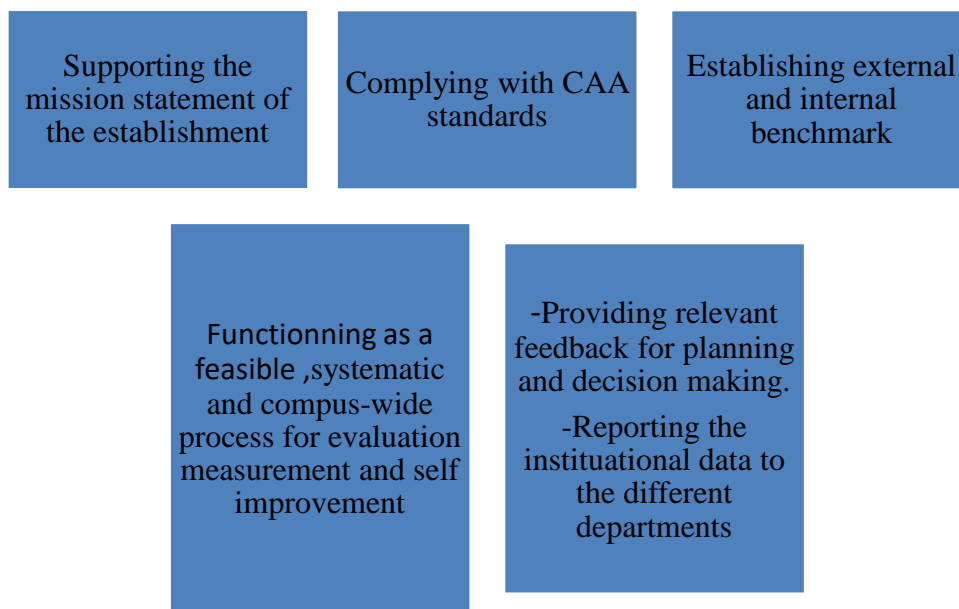 Supporting the
mission statement of
the establishment
Complying with CAA
standards
Establishing external
and internal
benchmark
Functionning as a
feasible ,systematic
and compus-wide
process for evaluation
measurement and self
improvement
-Providing relevant
feedback for planning
and decision making.
-Reporting the
instituational data to
the different
departments